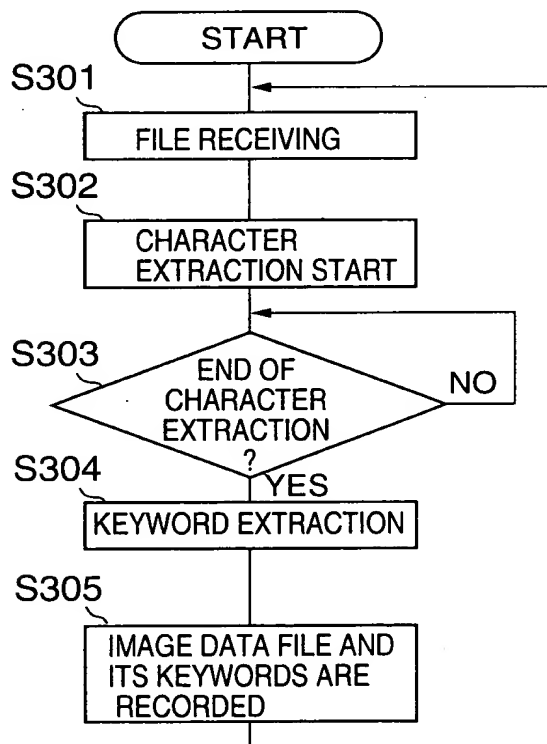 START
S301
FILE RECEIVING
S302
CHARACTER
EXTRACTION START
S303
END OF
CHARACTER
EXTRACTION
?
NO
YES
S304
KEYWORD EXTRACTION
S305
IMAGE DATA FILE AND
ITS KEYWORDS ARE
RECORDED